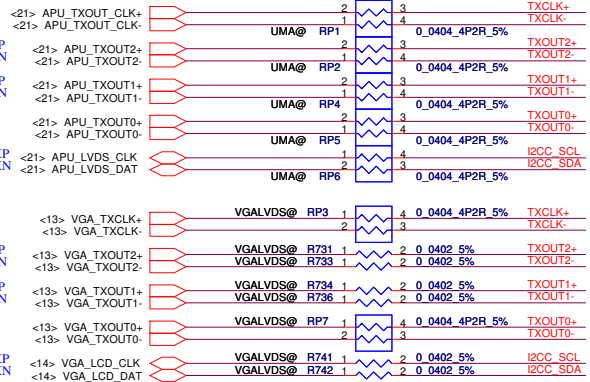 <21> APU_TXOUT_CLK+ 2 3 TXCLK+
<21> APU_TXOUT_CLK- 1 4 TXCLK-
UMA@ RP1 0_0404_4P2R_5%
P <21> APU_TXOUT2+ 2 3 TXOUT2+
N <21> APU_TXOUT2- 1 4 TXOUT2-
UMA@ RP2 0_0404_4P2R_5%
P <21> APU_TXOUT1+ 2 3 TXOUT1+
N <21> APU_TXOUT1- 1 4 TXOUT1-
UMA@ RP4 0_0404_4P2R_5%
<21> APU_TXOUT0+ 2 3 TXOUT0+
<21> APU_TXOUT0- 1 4 TXOUT0-
UMA@ RP5 0_0404_4P2R_5%
XP <21> APU_LVDS_CLK 1 4 I2CC_SCL
XN <21> APU_LVDS_DAT 2 3 I2CC_SDA
UMA@ RP6 0_0404_4P2R_5%
<13> VGA_TXCLK+ VGALVDS@ RP3 1 4 0_0404_4P2R_5% TXCLK+
<13> VGA_TXCLK- 2 3 TXCLK-
P <13> VGA_TXOUT2+ VGALVDS@ R731 1 2 0_0402_5% TXOUT2+
N <13> VGA_TXOUT2- VGALVDS@ R733 1 2 0_0402_5% TXOUT2-
P <13> VGA_TXOUT1+ VGALVDS@ R734 1 2 0_0402_5% TXOUT1+
N <13> VGA_TXOUT1- VGALVDS@ R736 1 2 0_0402_5% TXOUT1-
P <13> VGA_TXOUT0+ VGALVDS@ RP7 1 4 0_0404_4P2R_5% TXOUT0+
N <13> VGA_TXOUT0- 2 3 TXOUT0-
XP <14> VGA_LCD_CLK VGALVDS@ R741 1 2 0_0402_5% I2CC_SCL
XN <14> VGA_LCD_DAT VGALVDS@ R742 1 2 0_0402_5% I2CC_SDA